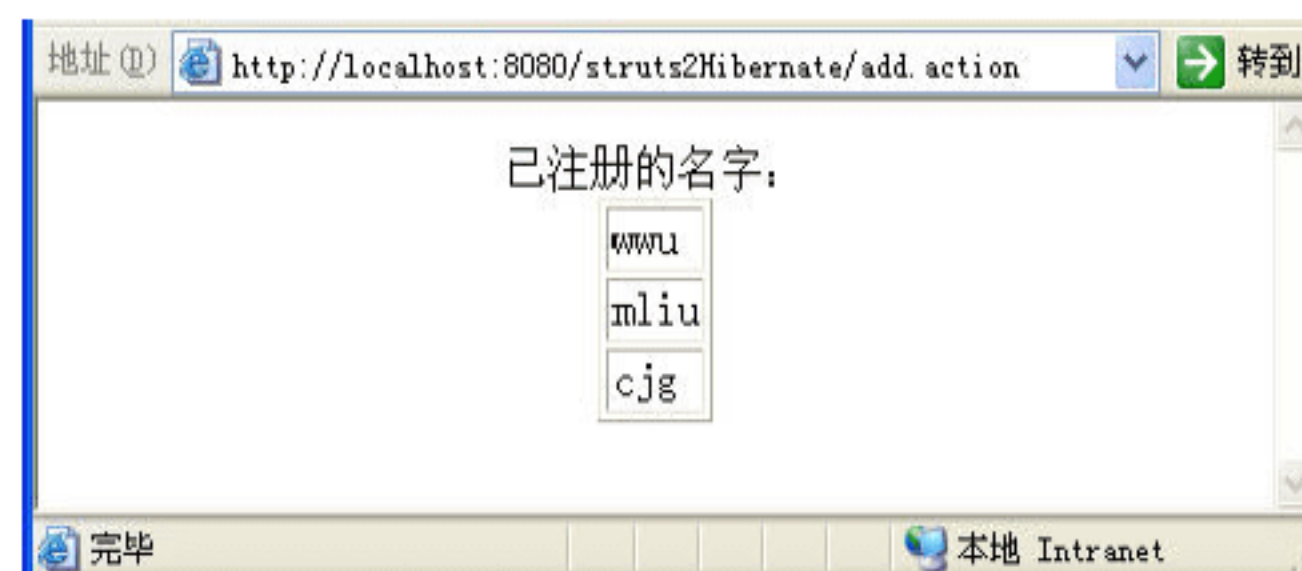 地址(D) http://localhost:8080/struts2Hibernate/add.action 转到
已注册的名字：
wwu
mliu
cjg
完毕 本地 Intranet